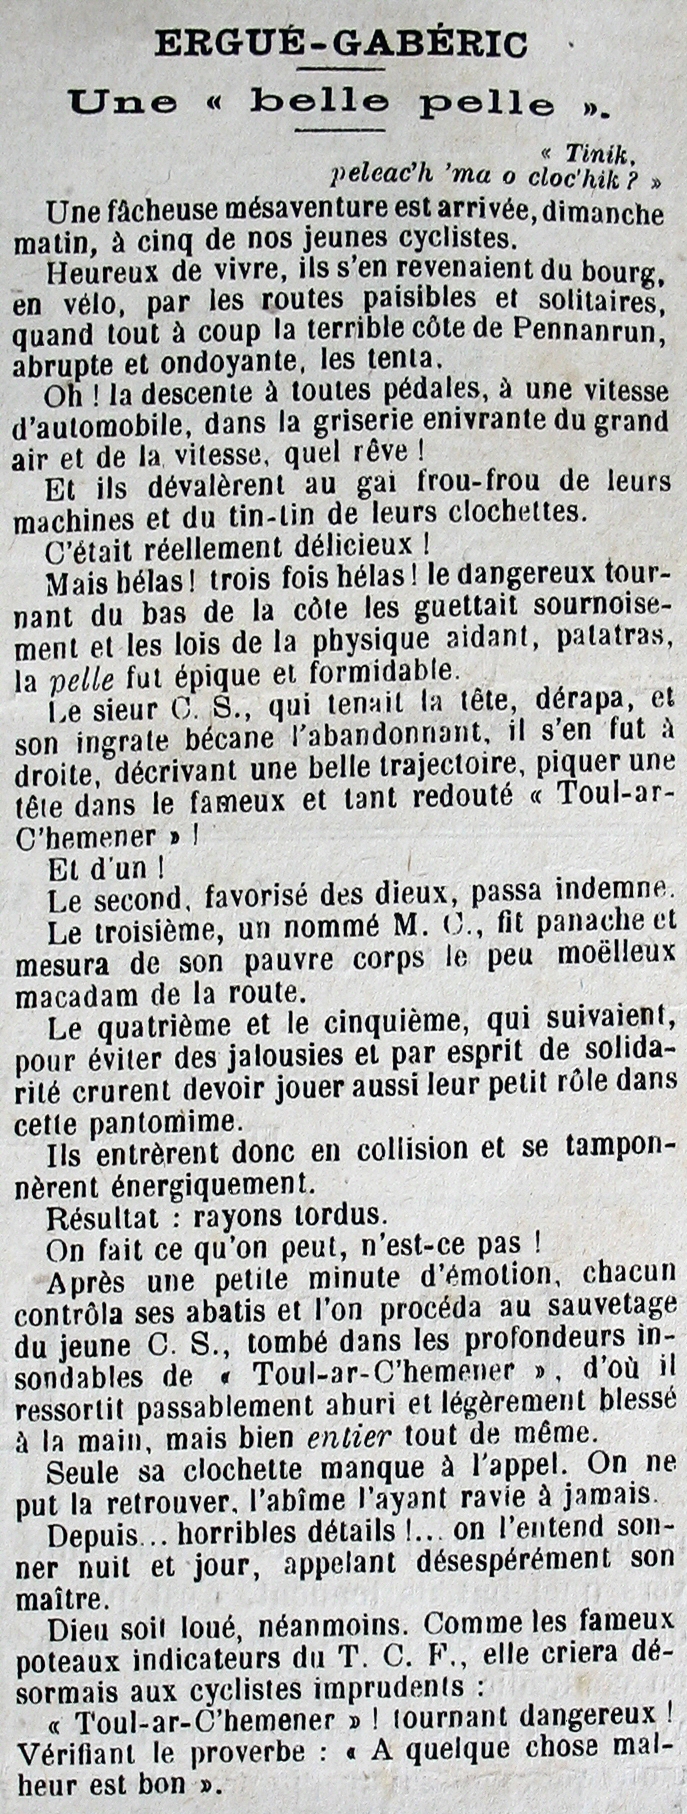 ERGUÉ-GABÉRIC
Une « belle pelle ».
« Tinik,
peleac'h 'ma o cloc'hik ? »
Une fâcheuse mésaventure est arrivée, dimanche
matin, à cinq de nos jeunes cyclistes.
Heureux de vivre, ils s'en revenaient du bourg,
en vélo, par les routes paisibles et solitaires,
quand tout à coup la terrible côte de Pennanrun,
abrupte et ondoyante, les tenta.
Oh ! la descente à toutes pédales, à une vitesse
d'automobile, dans la griserie enivrante du grand
air et de la vitesse, quel rêve !
Et ils dévalèrent au gai frou-frou de leurs
machines et du tin-tin de leurs clochettes.
C'était réellement délicieux !
Mais hélas ! trois fois hélas ! le dangereux tour-
nant du bas de la côte les guettait sournoise-
ment et les lois de la physique aidant, patatras,
la pelle fut épique et formidable.
Le sieur C. S., qui tenait la tête, dérapa, et
son ingrate bécane l'abandonnant, il s'en fut à
droite, décrivant une belle trajectoire, piquer une
tête dans le fameux et tant redouté « Toul-ar-
C'hemener » !
Et d'un !
Le second, favorisé des dieux, passa indemne.
Le troisième, un nommé M. C., fit panache et
mesura de son pauvre corps le peu moëlleux
macadam de la route.
Le quatrième et le cinquième, qui suivaient,
pour éviter des jalousies et par esprit de solida-
rité crurent devoir jouer aussi leur petit rôle dans
cette pantomime.
Ils entrèrent donc en collision et se tampon-
nèrent énergiquement.
Résultat : rayons tordus.
On fait ce qu'on peut, n'est-ce pas !
Après une petite minute d'émotion, chacun
contrôla ses abatis et l'on procéda au sauvetage
du jeune C. S., tombé dans les profondeurs in-
sondables de « Toul-ar-C'hemener », d'où il
ressortit passablement ahuri et légèrement blessé
à la main, mais bien entier tout de même.
Seule sa clochette manque à l'appel. On ne
put la retrouver, l'abîme l'ayant ravie à jamais.
Depuis... horribles détails !... on l'entend son-
ner nuit et jour, appelant désespérément son
maître.
Dieu soit loué, néanmoins. Comme les fameux
poteaux indicateurs du T. C. F., elle criera dé-
sormais aux cyclistes imprudents :
« Toul-ar-C'hemener » ! tournant dangereux !
Vérifiant le proverbe : « A quelque chose mal-
heur est bon ».